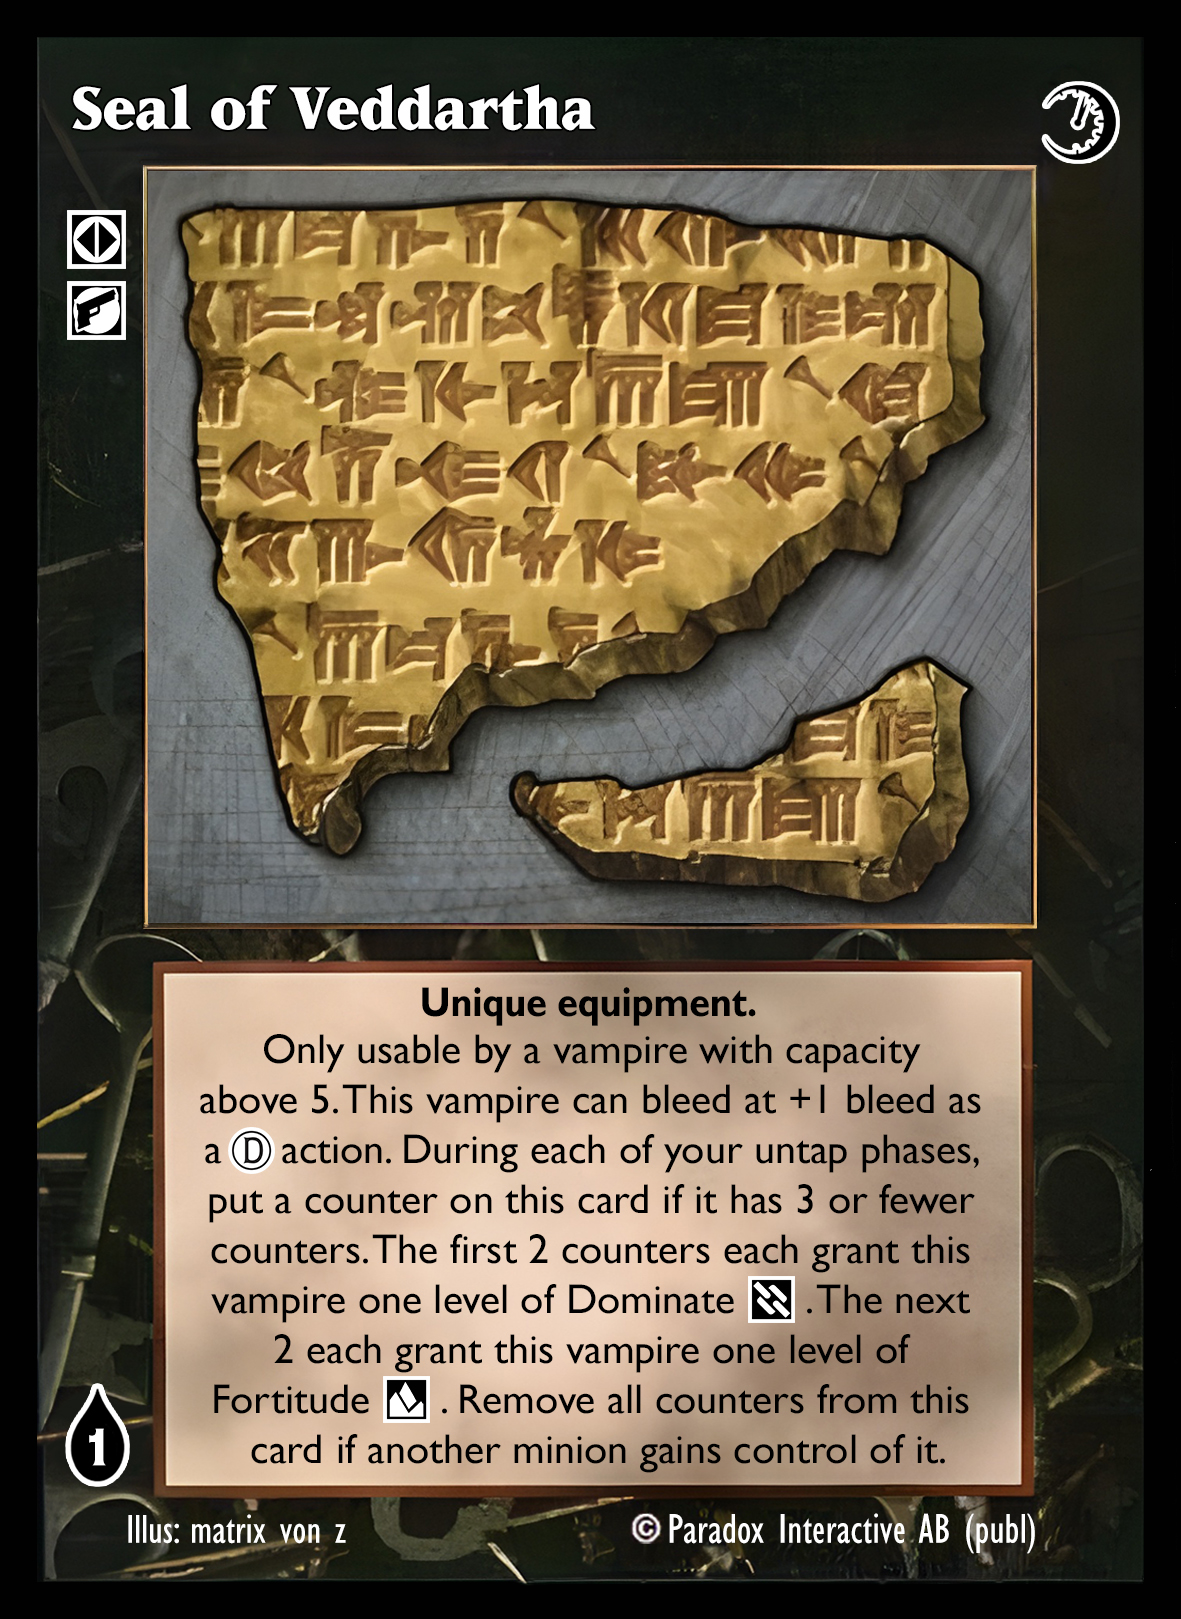 Seal of Veddartha
Unique equipment.
Only usable by a vampire with capacity
above 5. This vampire can bleed at +1 bleed as
a Ⓓ action. During each of your untap phases,
put a counter on this card if it has 3 or fewer
counters. The first 2 counters each grant this
vampire one level of Dominate . The next
2 each grant this vampire one level of
Fortitude . Remove all counters from this
card if another minion gains control of it.
1
Illus: matrix von z
© Paradox Interactive AB (publ)